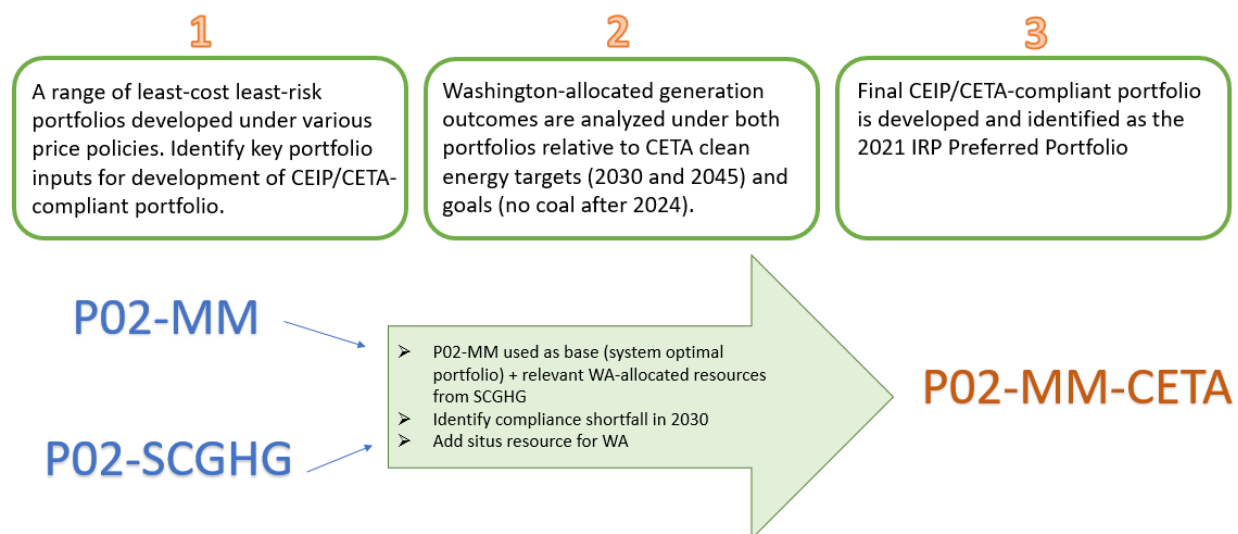 1
A range of least-cost least-risk
portfolios developed under various
price policies. Identify key portfolio
inputs for development of CEIP/CETA-
compliant portfolio.
2
Washington-allocated generation
outcomes are analyzed under both
portfolios relative to CETA clean
energy targets (2030 and 2045) and
goals (no coal after 2024).
3
Final CEIP/CETA-compliant portfolio
is developed and identified as the
2021 IRP Preferred Portfolio
P02-MM
P02-SCGHG
➢ P02-MM used as base (system optimal
portfolio) + relevant WA-allocated resources
from SCGHG
➢ Identify compliance shortfall in 2030
➢ Add situs resource for WA
P02-MM-CETA